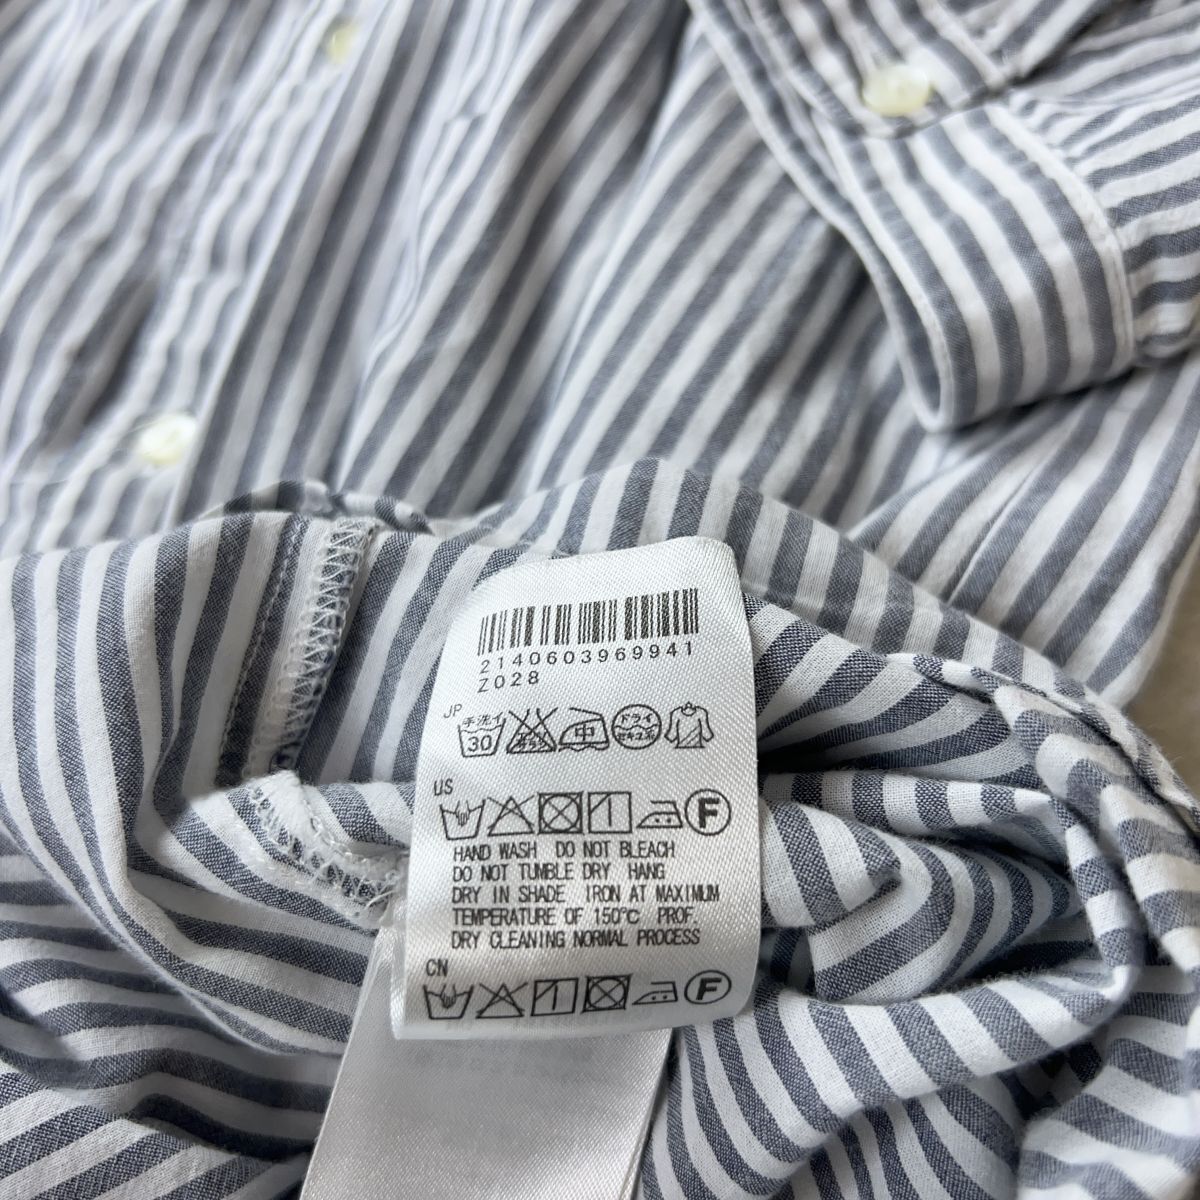 2140603969941
Z028
JP
手洗イ
30
中
ドライ
US
F
HAND WASH DO NOT BLEACH
DO NOT TUMBLE DRY HANG
DRY IN SHADE IRON AT MAXIMUM
TEMPERATURE OF 150℃ PROF.
DRY CLEANING NORMAL PROCESS
CN
F